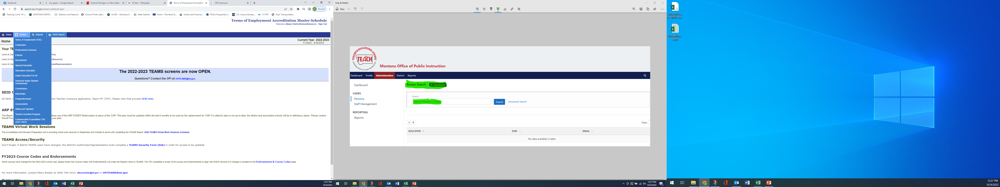 Facebook
mo green - Google Search
Central Michigan vs. Penn State
Al Neri - Wikipedia
Terms of Employment Accreditat
OPI Licensure
apps3.opi.mt.gov/teams/default.aspx
Paused
Tracking Covid-19 c...
MONTANA RESPO...
Statistics and Reports
Konica Printer addr...
ArcGIS - Montana S...
State Salaries
Home - Montana St...
Audits and Financia...
FMLA Frequently A...
U.S. Census Bureau...
511MT
Pupil Transportatio...
Terms of Employment Accreditation Master Schedule
Welcome JBayer DistrictHumanResource - Sign Out
Home
System
Reports
SEID Search
Home
Current Year: 2022-2023
7/1/2022 - 6/30/2023
Terms of Employment (TOE)
Contractors
Professional Licensure
Policies
Recruitment
Special Education
Alternative Education
Indian Education For All
American Indian Student
Achievement
Coordinators
Internships
Paraprofessional
Assessments
Gifted and Talented
Teacher Incentive Program
Compensation Expenditure TOE
(2021-2022)
Your TE
Lewis & Clar
ntry)
Lewis & Clar
nResource)
Lewis & Clar
rizedRepresentative)
The 2022-2023 TEAMS screens are now OPEN.
Questions? Contact the OPI at OPITEAMS@mt.gov.
SEID C
All SEID c
new Teacher Licensure application, Teach MT (TMT). Please view that process HERE (link).
ARP ES
The Board
tinue use of the ARP ESSER District plans in place of the CSIP. This plan must be updated within the last 6 months to be used as the replacement for CSIP. If a district's plan is not up-to-date, the district and associated schools will be in deficiency status. Please contact
Wendi Faw
your plan.
TEAMS Virtual Work Sessions
The Accreditation and Educator Preparation unit is providing virtual work sessions in September and October to assist with completing the TEAMS Report. 2022 TEAMS Virtual Work Sessions Schedule.
TEAMS Access/Security
Don't forget, if district TEAMS users have changed, the district's Authorized Representative must complete a TEAMS Security Form (link) in order for access to be updated.
FY2023 Course Codes and Endorsements
Some courses have changed for the 2022-2023 school year, please review the Course Codes with Endorsements List under the Reports menu in TEAMS. The OPI completed a review of all courses and endorsements to align with NCES versions 9.0 changes is located on the Endorsements & Course Codes page.
For more information, contact Ellery Bresler at (406) 444-2410, ellery.bresler@mt.gov or OPITEAMS@mt.gov.
12:27 PM
9/24/2022
Snip & Sketch
New
TEACHER & EDUCATIONAL LEADERS
TEACH
MONTANA OFFICE OF PUBLIC INSTRUCTION
Montana Office of Public Instruction
Dashboard
Profile
Administration
District
Reports
Dashboard
USERS
Persons
Staff Management
REPORTING
Reports
Person Search
+ New Person
Search
Search Educator's Name
Search
Advanced Search
10
Filter:
EDUCATOR
DOB
EMAIL
No data available in table
12:27 PM
9/24/2022
Budgeting...
Elem
12:27 PM
9/24/2022